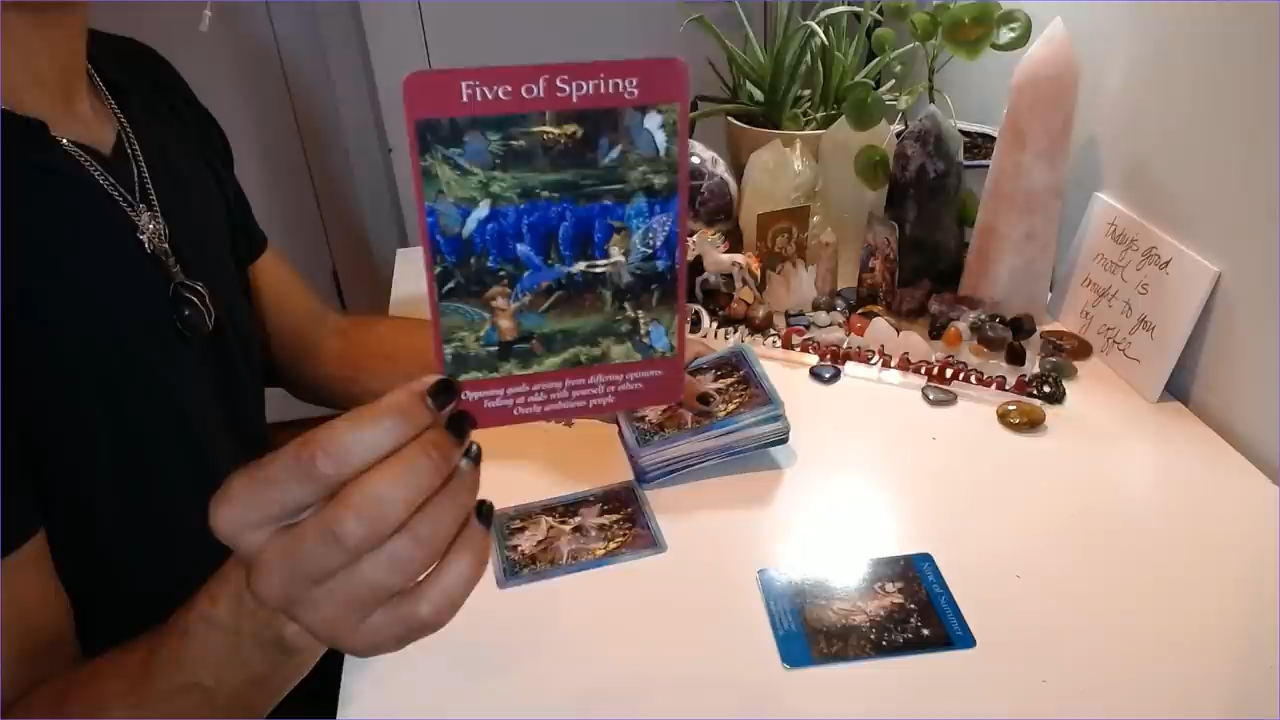 Five of Spring
Opposing goals arising from differing opinions.
Feeling at odds with yourself or others.
Overly ambitious people.
today's good
mood is
brought to you
by coffee
Divine Conversations
Nine of Summer